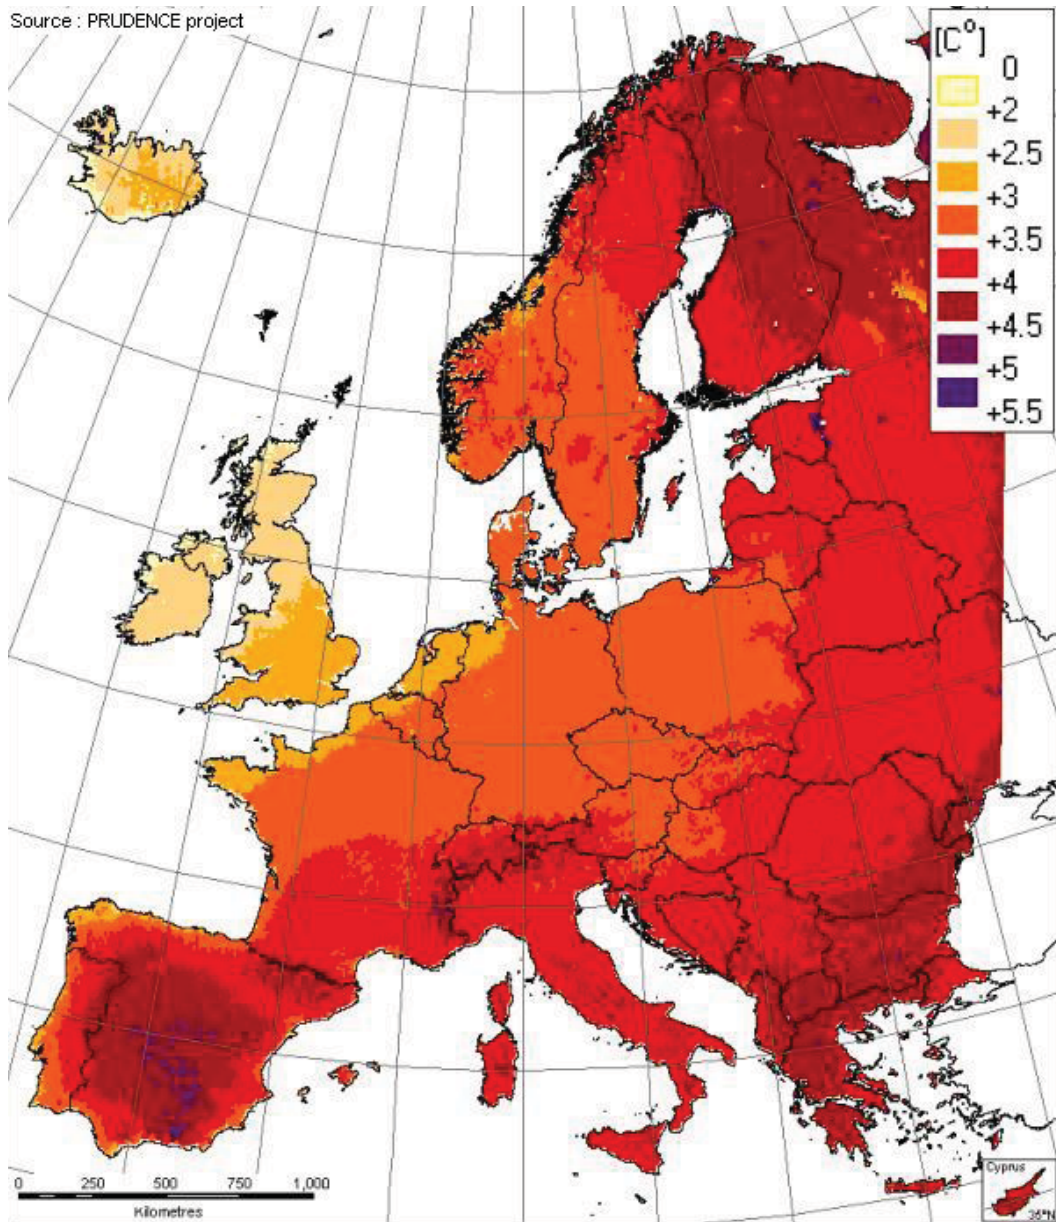 Source : PRUDENCE project
[C°]
0
+2
+2.5
+3
+3.5
+4
+4.5
+5
+5.5
0 250 500 750 1,000
Kilometres
Cyprus
35°N